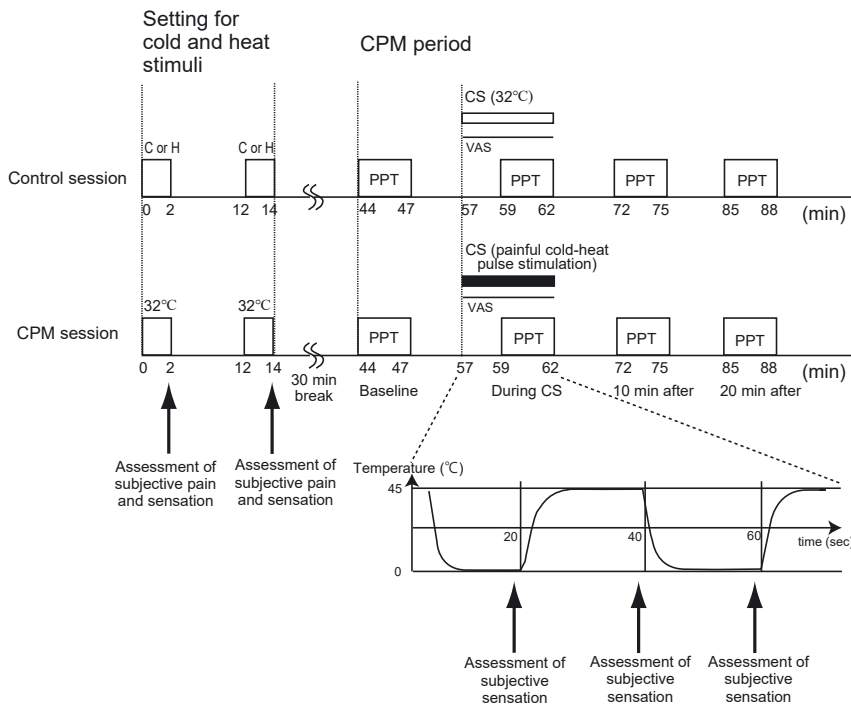 Setting for
cold and heat
stimuli
CPM period
CS (32℃)
VAS
C or H
C or H
Control session
PPT
PPT
PPT
PPT
0 2 12 14 44 47 57 59 62 72 75 85 88 (min)
CS (painful cold-heat
pulse stimulation)
VAS
32℃
32℃
CPM session
PPT
PPT
PPT
PPT
0 2 12 14 44 47 57 59 62 72 75 85 88 (min)
30 min
break
Baseline
During CS
10 min after
20 min after
Assessment of
subjective pain
and sensation
Assessment of
subjective pain
and sensation
Temperature (℃)
45
20
40
60
time (sec)
0
Assessment of
subjective
sensation
Assessment of
subjective
sensation
Assessment of
subjective
sensation